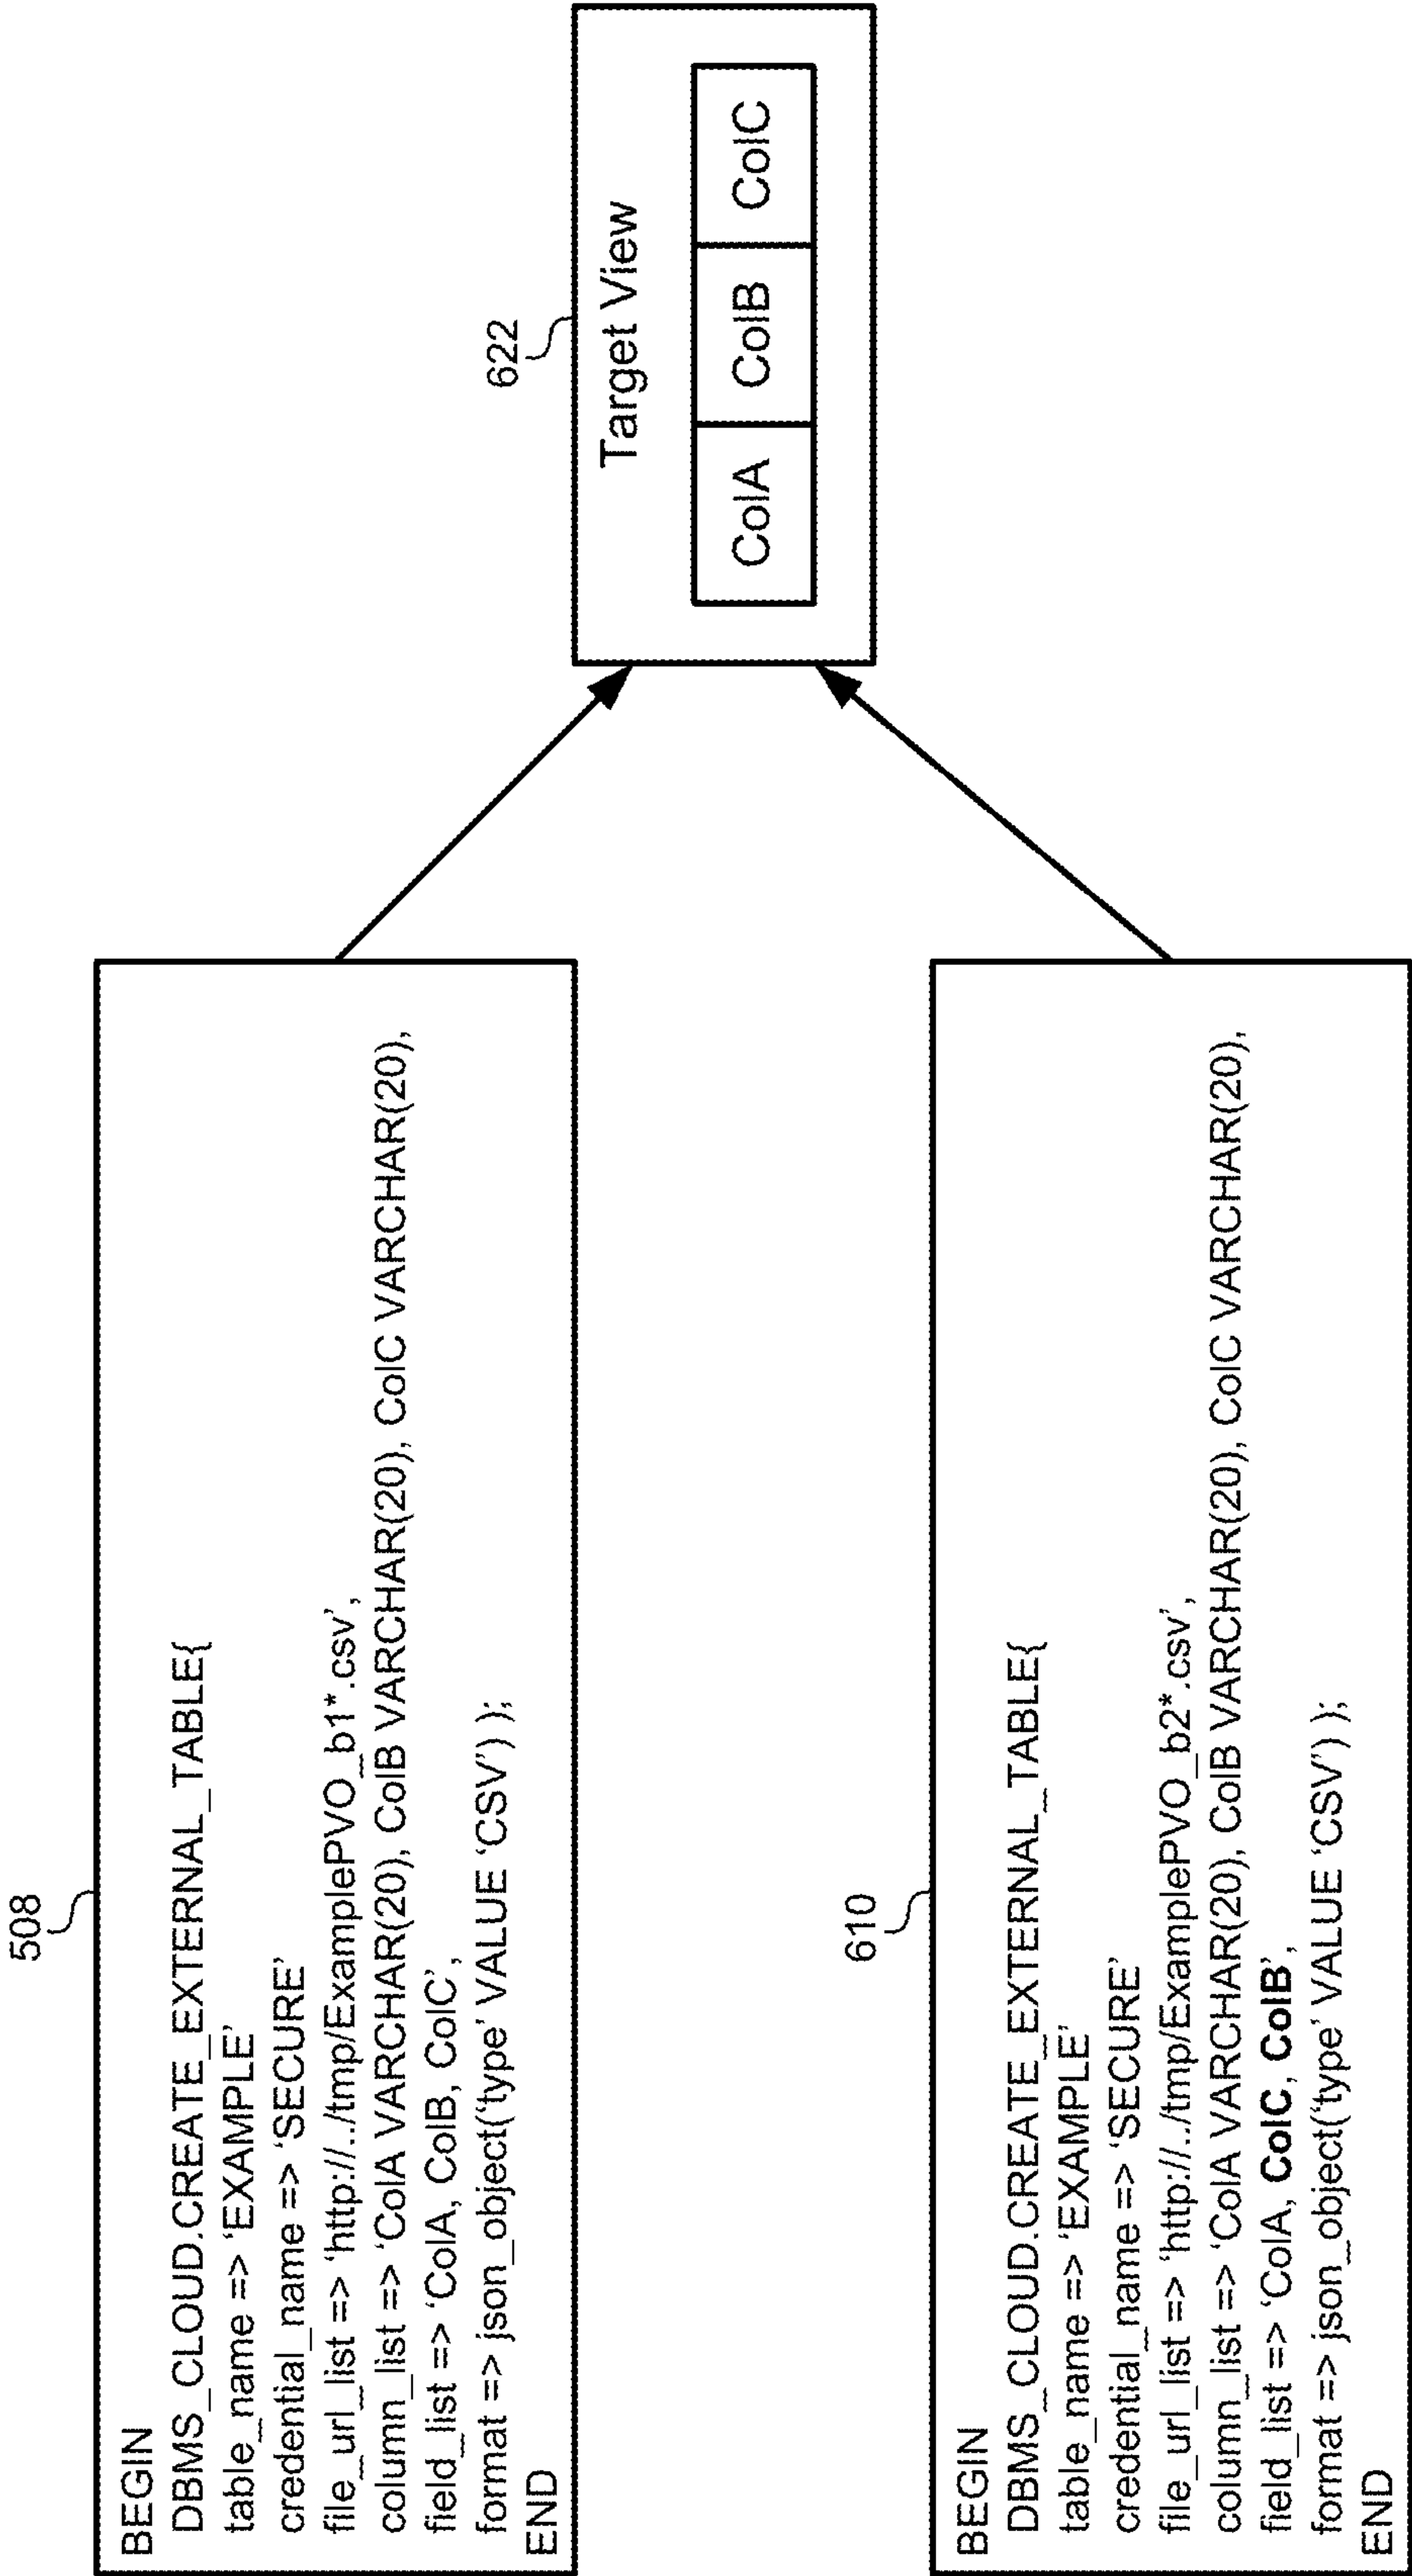 508
BEGIN
DBMS_CLOUD.CREATE_EXTERNAL_TABLE{
table_name => ‘EXAMPLE’
credential_name => ‘SECURE’
file_url_list => ‘http://../tmp/ExamplePVO_b1*.csv’,
column_list => ‘ColA VARCHAR(20), ColB VARCHAR(20), ColC VARCHAR(20),
field_list => ‘ColA, ColB, ColC’,
format => json_object(‘type’ VALUE ‘CSV’) );
END
610
BEGIN
DBMS_CLOUD.CREATE_EXTERNAL_TABLE{
table_name => ‘EXAMPLE’
credential_name => ‘SECURE’
file_url_list => ‘http://../tmp/ExamplePVO_b2*.csv’,
column_list => ‘ColA VARCHAR(20), ColB VARCHAR(20), ColC VARCHAR(20),
field_list => ‘ColA, ColC, ColB’,
format => json_object(‘type’ VALUE ‘CSV’) );
END
622
Target View
ColA ColB ColC